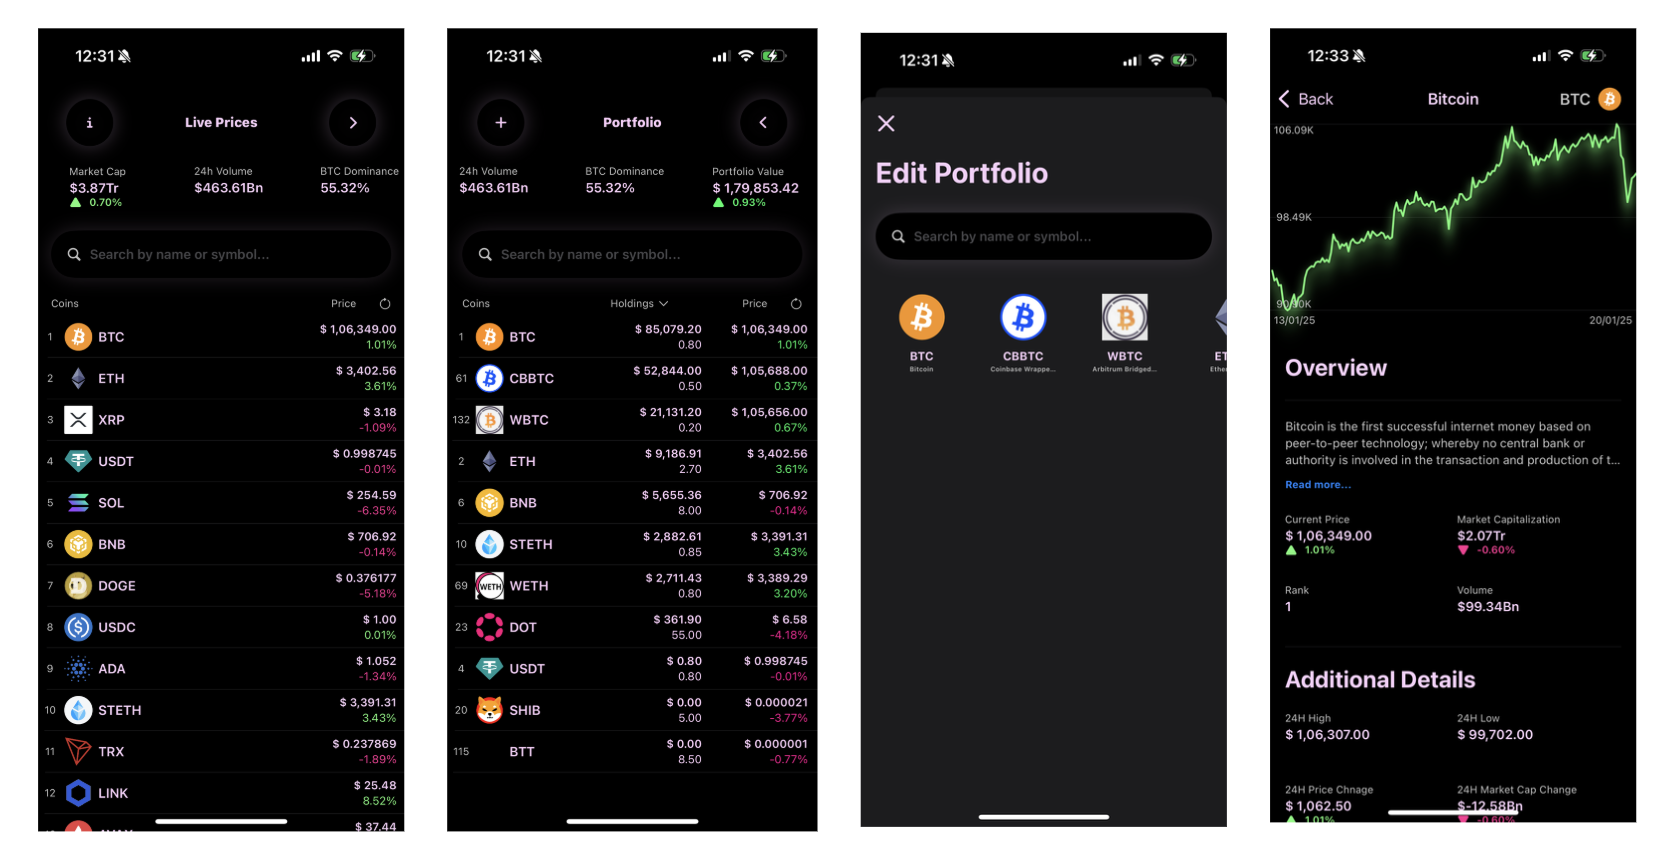 12:31
Live Prices
Market Cap
$3.87Tr
0.70%
24h Volume
$463.61Bn
BTC Dominance
55.32%
Search by name or symbol...
Coins Price
1 BTC $ 1,06,349.00
1.01%
2 ETH $ 3,402.56
3.61%
3 XRP $ 3.18
-1.09%
4 USDT $ 0.998745
-0.01%
5 SOL $ 254.59
-6.35%
6 BNB $ 706.92
-0.14%
7 DOGE $ 0.376177
-5.18%
8 USDC $ 1.00
0.01%
9 ADA $ 1.052
-1.34%
10 STETH $ 3,391.31
3.43%
11 TRX $ 0.237869
-1.89%
12 LINK $ 25.48
8.52%
$ 37.44
12:31
Portfolio
24h Volume
$463.61Bn
BTC Dominance
55.32%
Portfolio Value
$ 1,79,853.42
0.93%
Search by name or symbol...
Coins Holdings Price
1 BTC $ 85,079.20 $ 1,06,349.00
0.80 1.01%
61 CBBTC $ 52,844.00 $ 1,05,688.00
0.50 0.37%
132 WBTC $ 21,131.20 $ 1,05,656.00
0.20 0.67%
2 ETH $ 9,186.91 $ 3,402.56
2.70 3.61%
6 BNB $ 5,655.36 $ 706.92
8.00 -0.14%
10 STETH $ 2,882.61 $ 3,391.31
0.85 3.43%
69 WETH WETH $ 2,711.43 $ 3,389.29
0.80 3.20%
23 DOT $ 361.90 $ 6.58
55.00 -4.18%
4 USDT $ 0.80 $ 0.998745
0.80 -0.01%
20 SHIB $ 0.00 $ 0.000021
5.00 -3.77%
115 BTT $ 0.00 $ 0.000001
8.50 -0.77%
12:31
Edit Portfolio
Search by name or symbol...
BTC
Bitcoin
CBBTC
Coinbase Wrappe...
WBTC
Arbitrum Bridged...
ET
Ether
12:33
Back Bitcoin BTC
106.09K
98.49K
13/01/25 20/01/25
Overview
Bitcoin is the first successful internet money based on
peer-to-peer technology; whereby no central bank or
authority is involved in the transaction and production of t...
Read more...
Current Price
$ 1,06,349.00
1.01%
Market Capitalization
$2.07Tr
-0.60%
Rank
1
Volume
$99.34Bn
Additional Details
24H High
$ 1,06,307.00
24H Low
$ 99,702.00
24H Price Chnage
$ 1,062.50
1.01%
24H Market Cap Change
$-12.58Bn
-0.60%